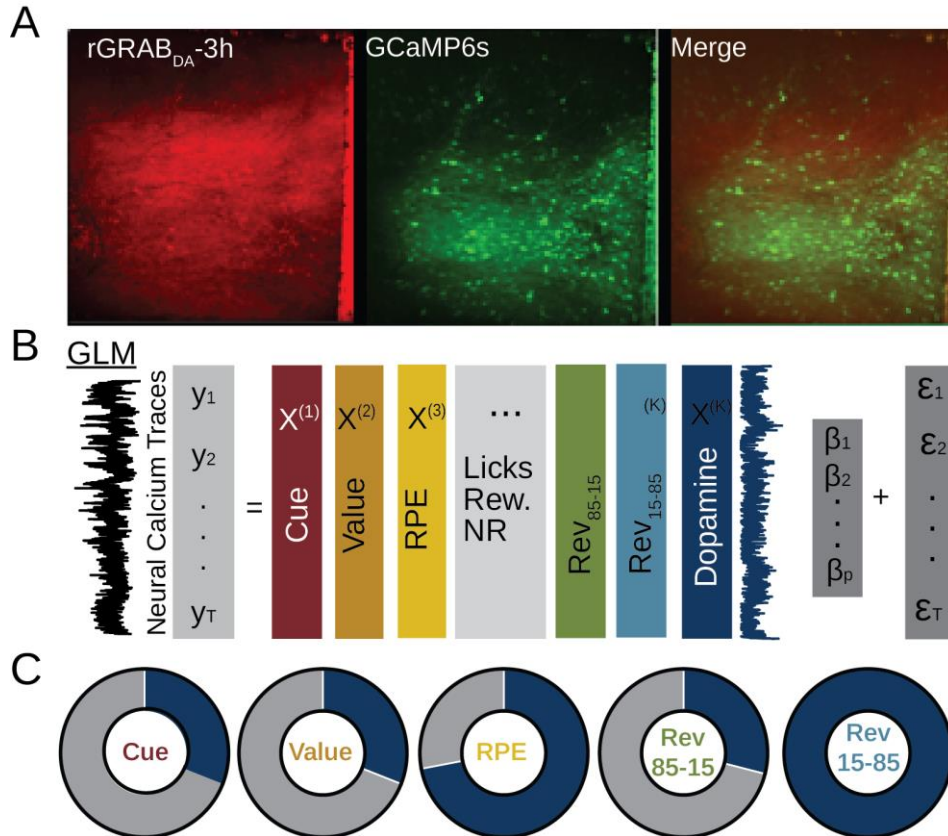 A
rGRAB_DA-3h
GCaMP6s
Merge
B
GLM
Neural Calcium Traces
y1
y2
.
.
.
yT
=
X(1)
Cue
X(2)
Value
X(3)
RPE
...
Licks
Rew.
NR
Rev85-15
(K)
Rev15-85
X(K)
Dopamine
β1
β2
.
.
.
βp
+
ε1
ε2
.
.
.
εT
C
Cue
Value
RPE
Rev
85-15
Rev
15-85